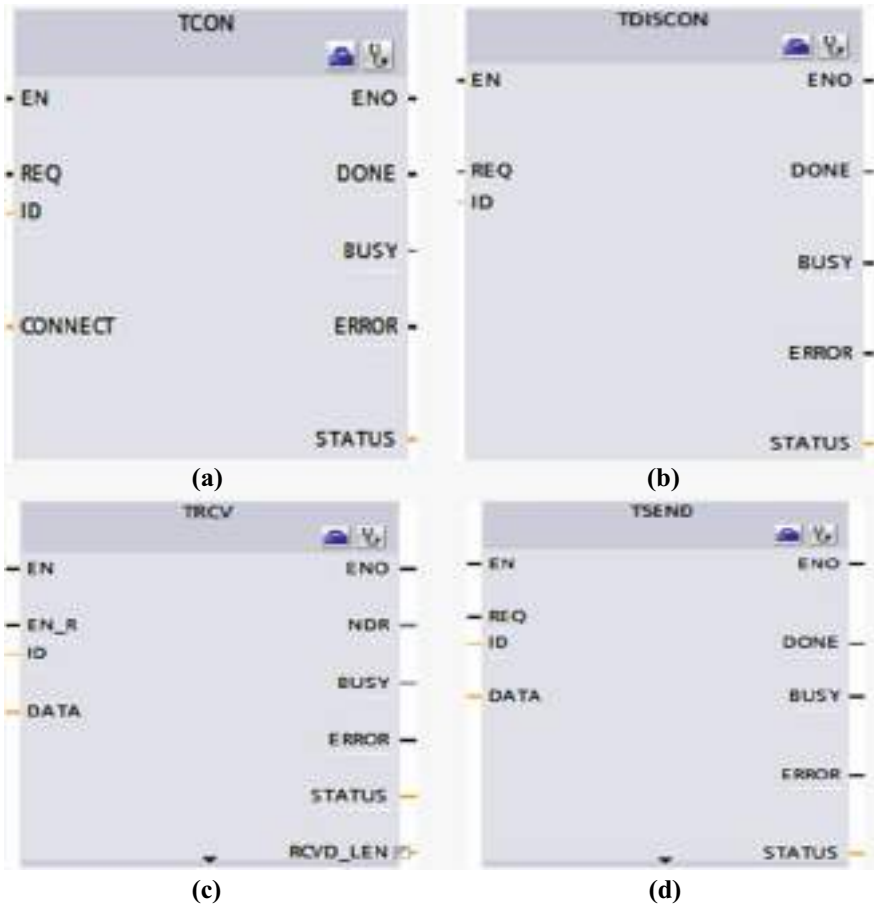 TCON
EN ENO
REQ DONE
ID
BUSY
CONNECT ERROR
STATUS
(a)
TDISCON
EN ENO
REQ DONE
ID
BUSY
ERROR
STATUS
(b)
TRCV
EN ENO
EN_R NDR
ID
BUSY
DATA
ERROR
STATUS
RCVD_LEN
(c)
TSEND
EN ENO
REQ
ID DONE
DATA BUSY
ERROR
STATUS
(d)